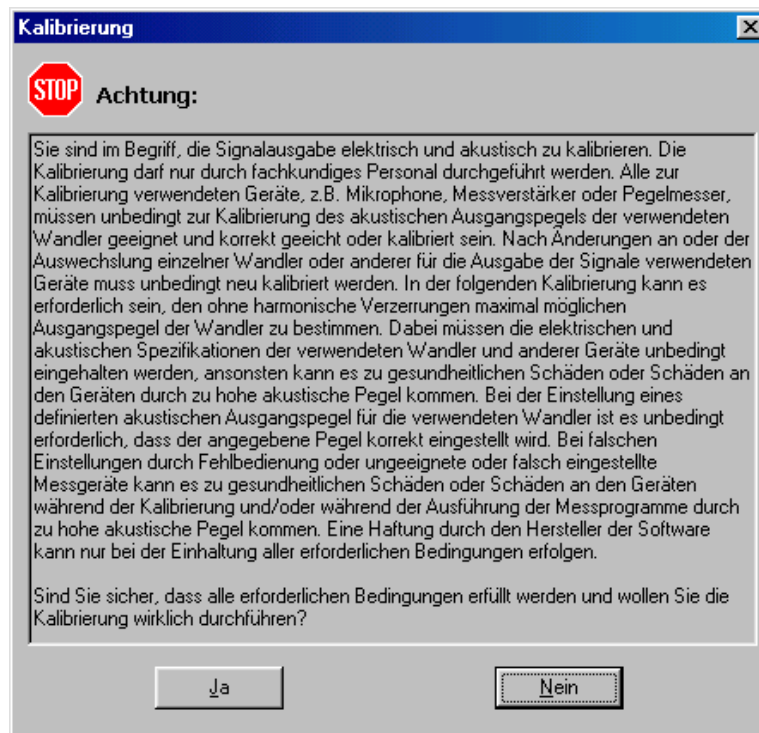 Kalibrierung
STOP
Achtung:
Sie sind im Begriff, die Signalausgabe elektrisch und akustisch zu kalibrieren. Die
Kalibrierung darf nur durch fachkundiges Personal durchgeführt werden. Alle zur
Kalibrierung verwendeten Geräte, z.B. Mikrophone, Messverstärker oder Pegelmesser,
müssen unbedingt zur Kalibrierung des akustischen Ausgangspegels der verwendeten
Wandler geeignet und korrekt geeicht oder kalibriert sein. Nach Änderungen an oder der
Auswechslung einzelner Wandler oder anderer für die Ausgabe der Signale verwendeten
Geräte muss unbedingt neu kalibriert werden. In der folgenden Kalibrierung kann es
erforderlich sein, den ohne harmonische Verzerrungen maximal möglichen
Ausgangspegel der Wandler zu bestimmen. Dabei müssen die elektrischen und
akustischen Spezifikationen der verwendeten Wandler und anderer Geräte unbedingt
eingehalten werden, ansonsten kann es zu gesundheitlichen Schäden oder Schäden an
den Geräten durch zu hohe akustische Pegel kommen. Bei der Einstellung eines
definierten akustischen Ausgangspegel für die verwendeten Wandler ist es unbedingt
erforderlich, dass der angegebene Pegel korrekt eingestellt wird. Bei falschen
Einstellungen durch Fehlbedienung oder ungeeignete oder falsch eingestellte
Messgeräte kann es zu gesundheitlichen Schäden oder Schäden an den Geräten
während der Kalibrierung und/oder während der Ausführung der Messprogramme durch
zu hohe akustische Pegel kommen. Eine Haftung durch den Hersteller der Software
kann nur bei der Einhaltung aller erforderlichen Bedingungen erfolgen.
Sind Sie sicher, dass alle erforderlichen Bedingungen erfüllt werden und wollen Sie die
Kalibrierung wirklich durchführen?
Ja
Nein